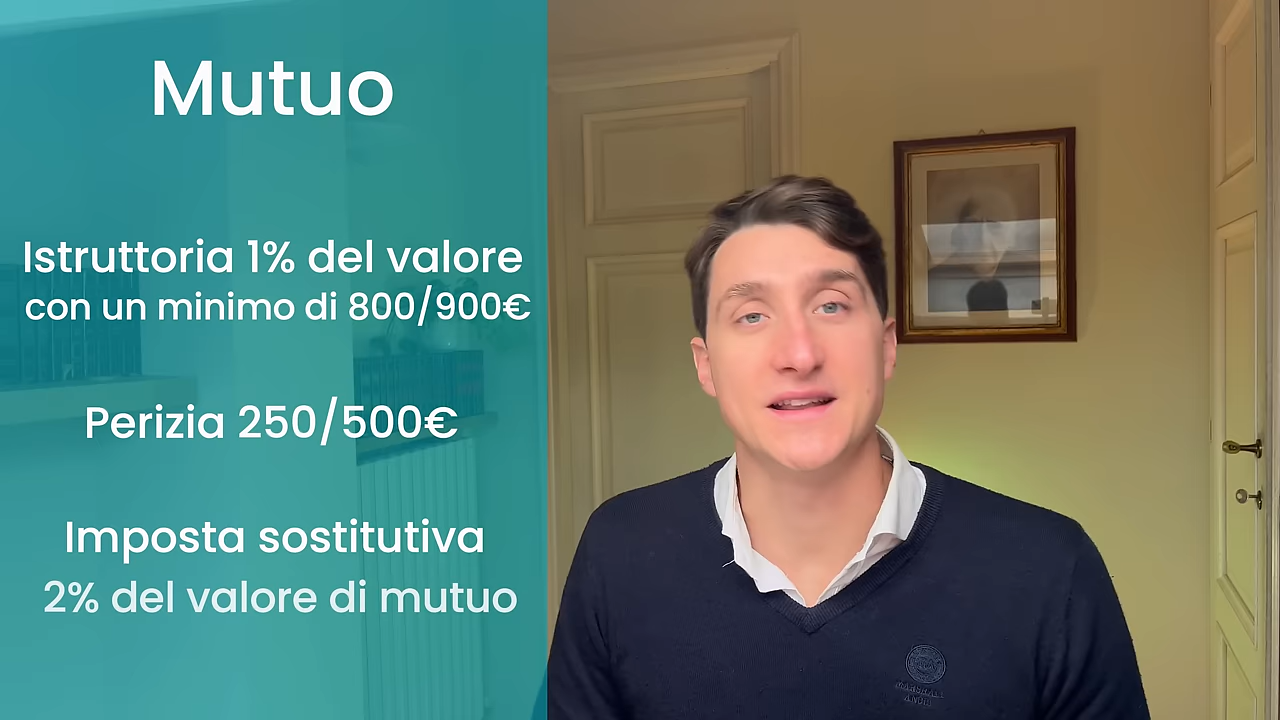 Mutuo
Istruttoria 1% del valore
con un minimo di 800/900€
Perizia 250/500€
Imposta sostitutiva
2% del valore di mutuo